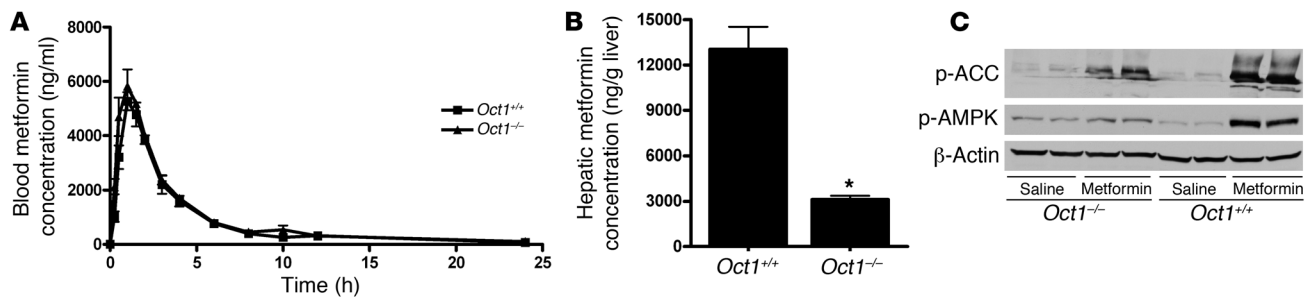 A
Blood metformin
concentration (ng/ml)
8000
6000
4000
2000
0
0
5
10
15
20
25
Time (h)
Oct1+/+
Oct1–/–
B
Hepatic metformin
concentration (ng/g liver)
15000
12000
9000
6000
3000
0
*
Oct1+/+
Oct1–/–
C
p-ACC
p-AMPK
β-Actin
Saline
Metformin
Saline
Metformin
Oct1–/–
Oct1+/+